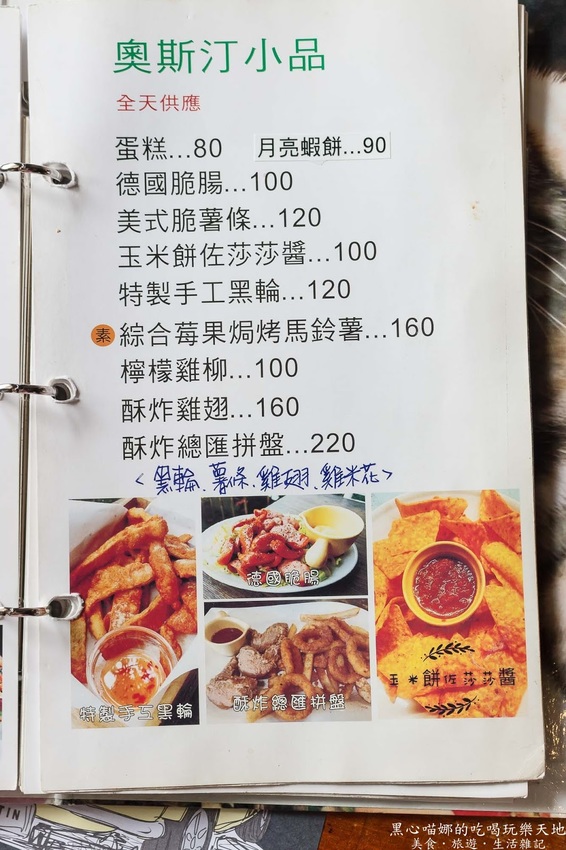 奧斯汀小品
全天供應
蛋糕...80 月亮蝦餅...90
德國脆腸...100
美式脆薯條...120
玉米餅佐莎莎醬...100
特製手工黑輪...120
素 綜合莓果焗烤馬鈴薯...160
檸檬雞柳...100
酥炸雞翅...160
酥炸總匯拼盤...220
<黑輪、薯條、雞翅、雞米花>
德國脆腸
特製手工黑輪
酥炸總匯拼盤
玉米餅佐莎莎醬
TIN
黑心喵娜的吃喝玩樂天地
美食·旅遊·生活雜記